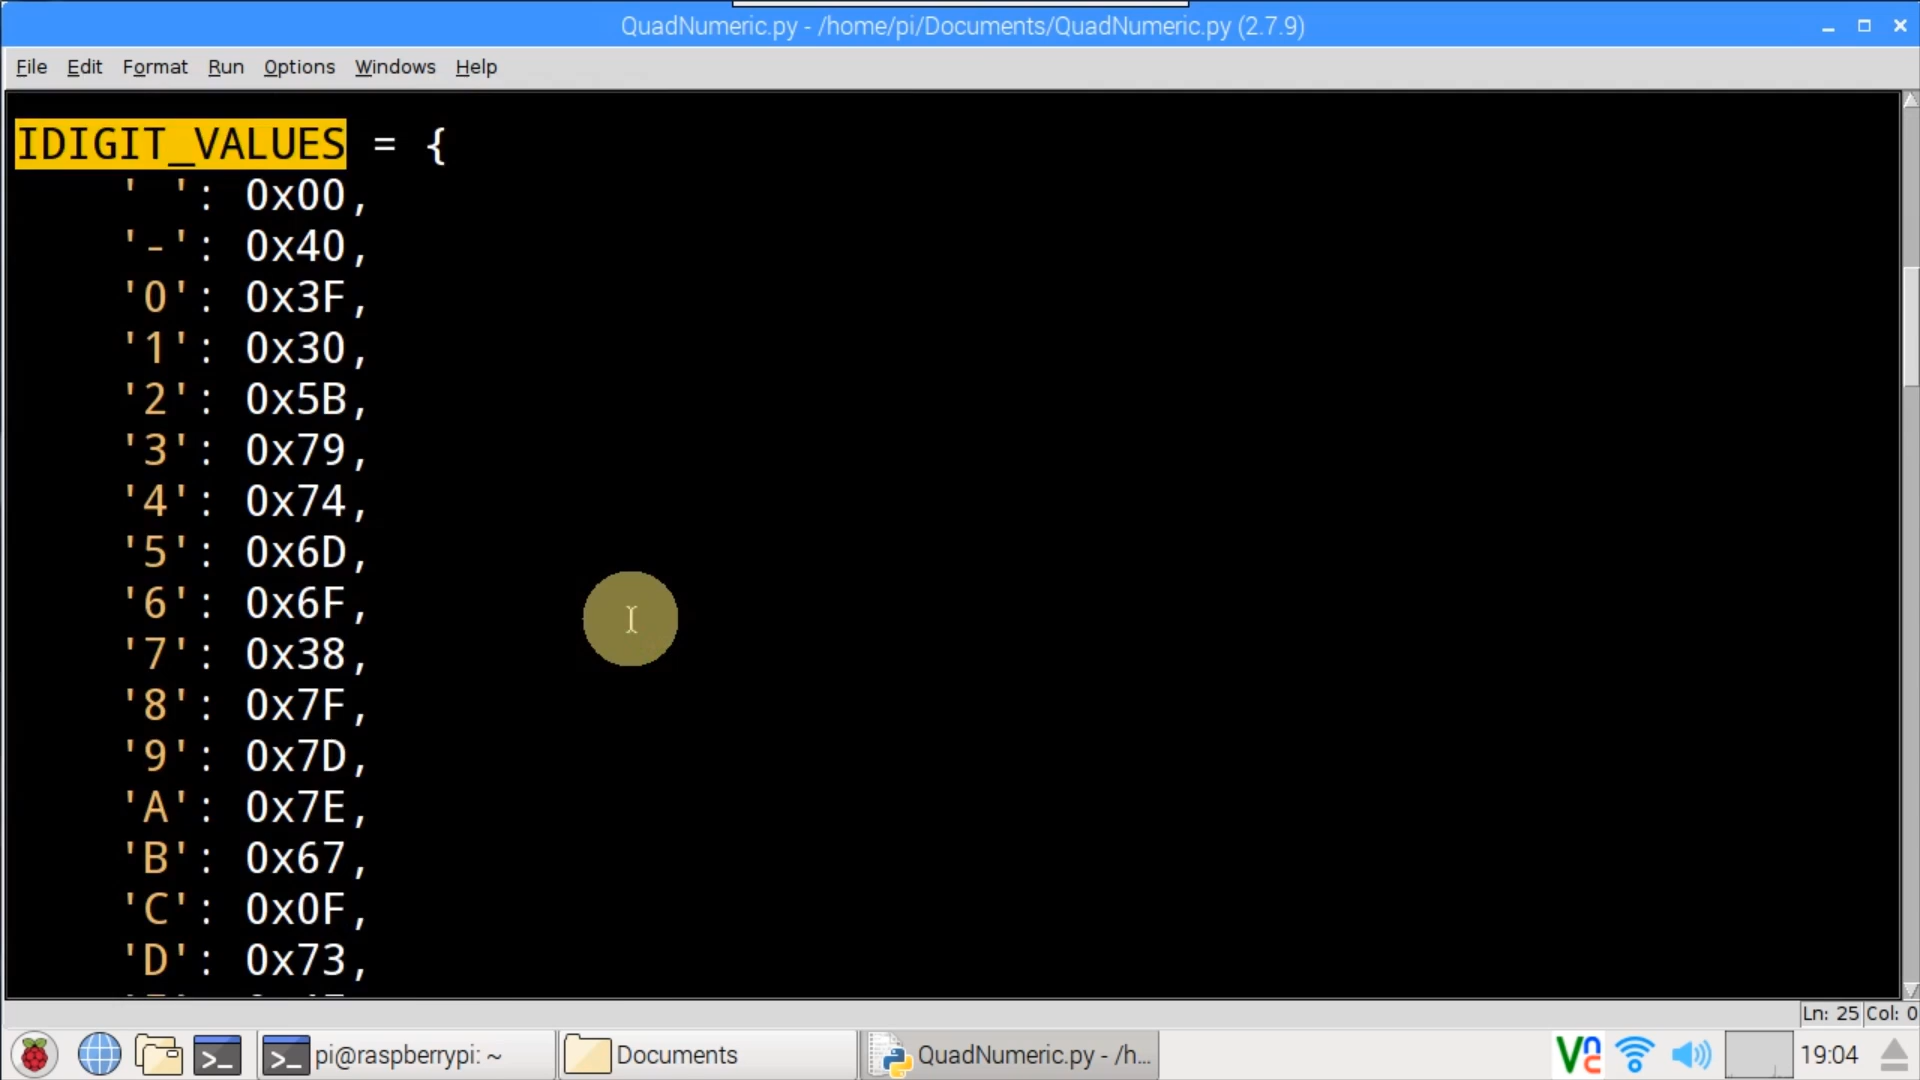 QuadNumeric.py - /home/pi/Documents/QuadNumeric.py (2.7.9)
File Edit Format Run Options Windows Help
IDIGIT_VALUES = {
' ': 0x00,
'-': 0x40,
'0': 0x3F,
'1': 0x30,
'2': 0x5B,
'3': 0x79,
'4': 0x74,
'5': 0x6D,
'6': 0x6F,
'7': 0x38,
'8': 0x7F,
'9': 0x7D,
'A': 0x7E,
'B': 0x67,
'C': 0x0F,
'D': 0x73,
Ln: 25 Col: 0
pi@raspberrypi: ~ Documents QuadNumeric.py - /h... 19:04